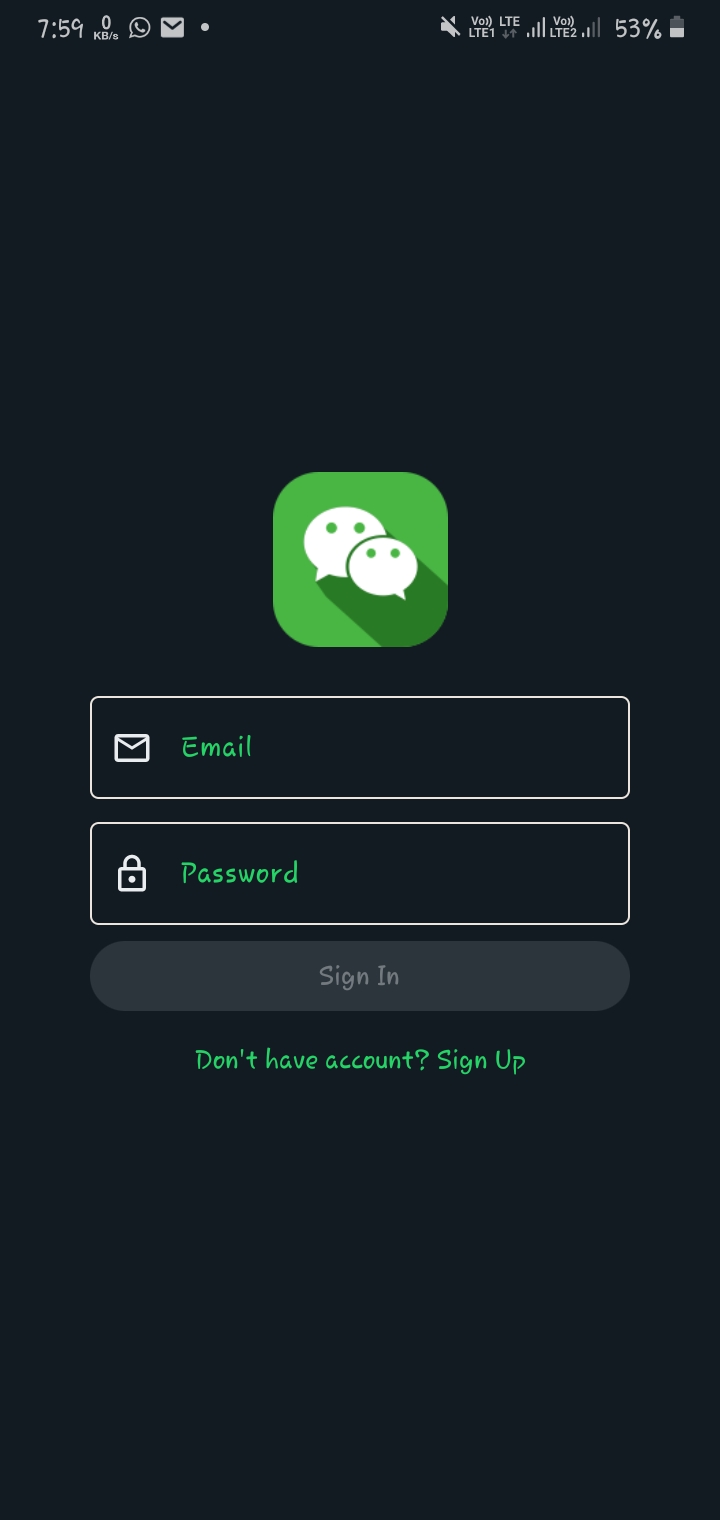 7:59 0 KB/s Vo)) LTE1 LTE Vo)) LTE2 53%
Email
Password
Sign In
Don't have account? Sign Up